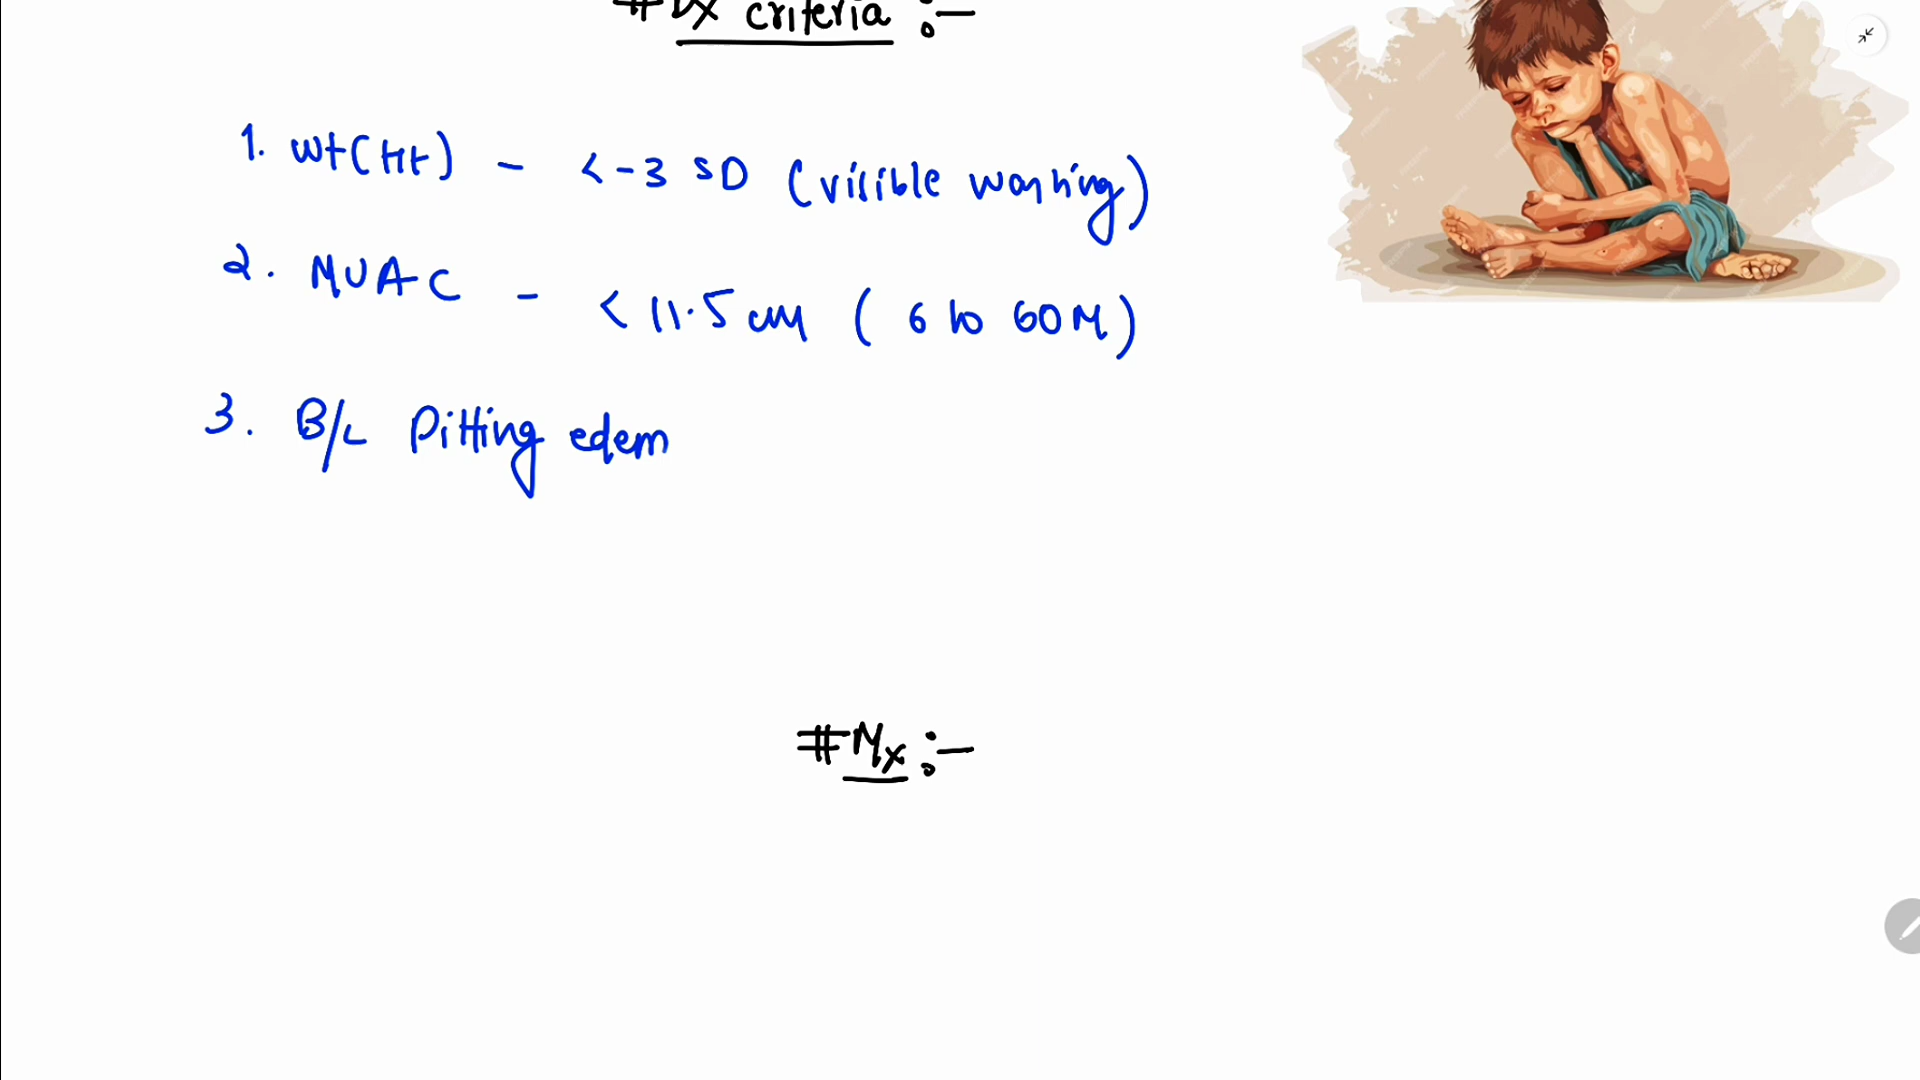 #Dx criteria :-
1. Wt(Ht) - <-3 SD (visible wasting)
2. MUAC - <11.5 cm ( 6 to 60M)
3. B/L Pitting edem
#Mx :-